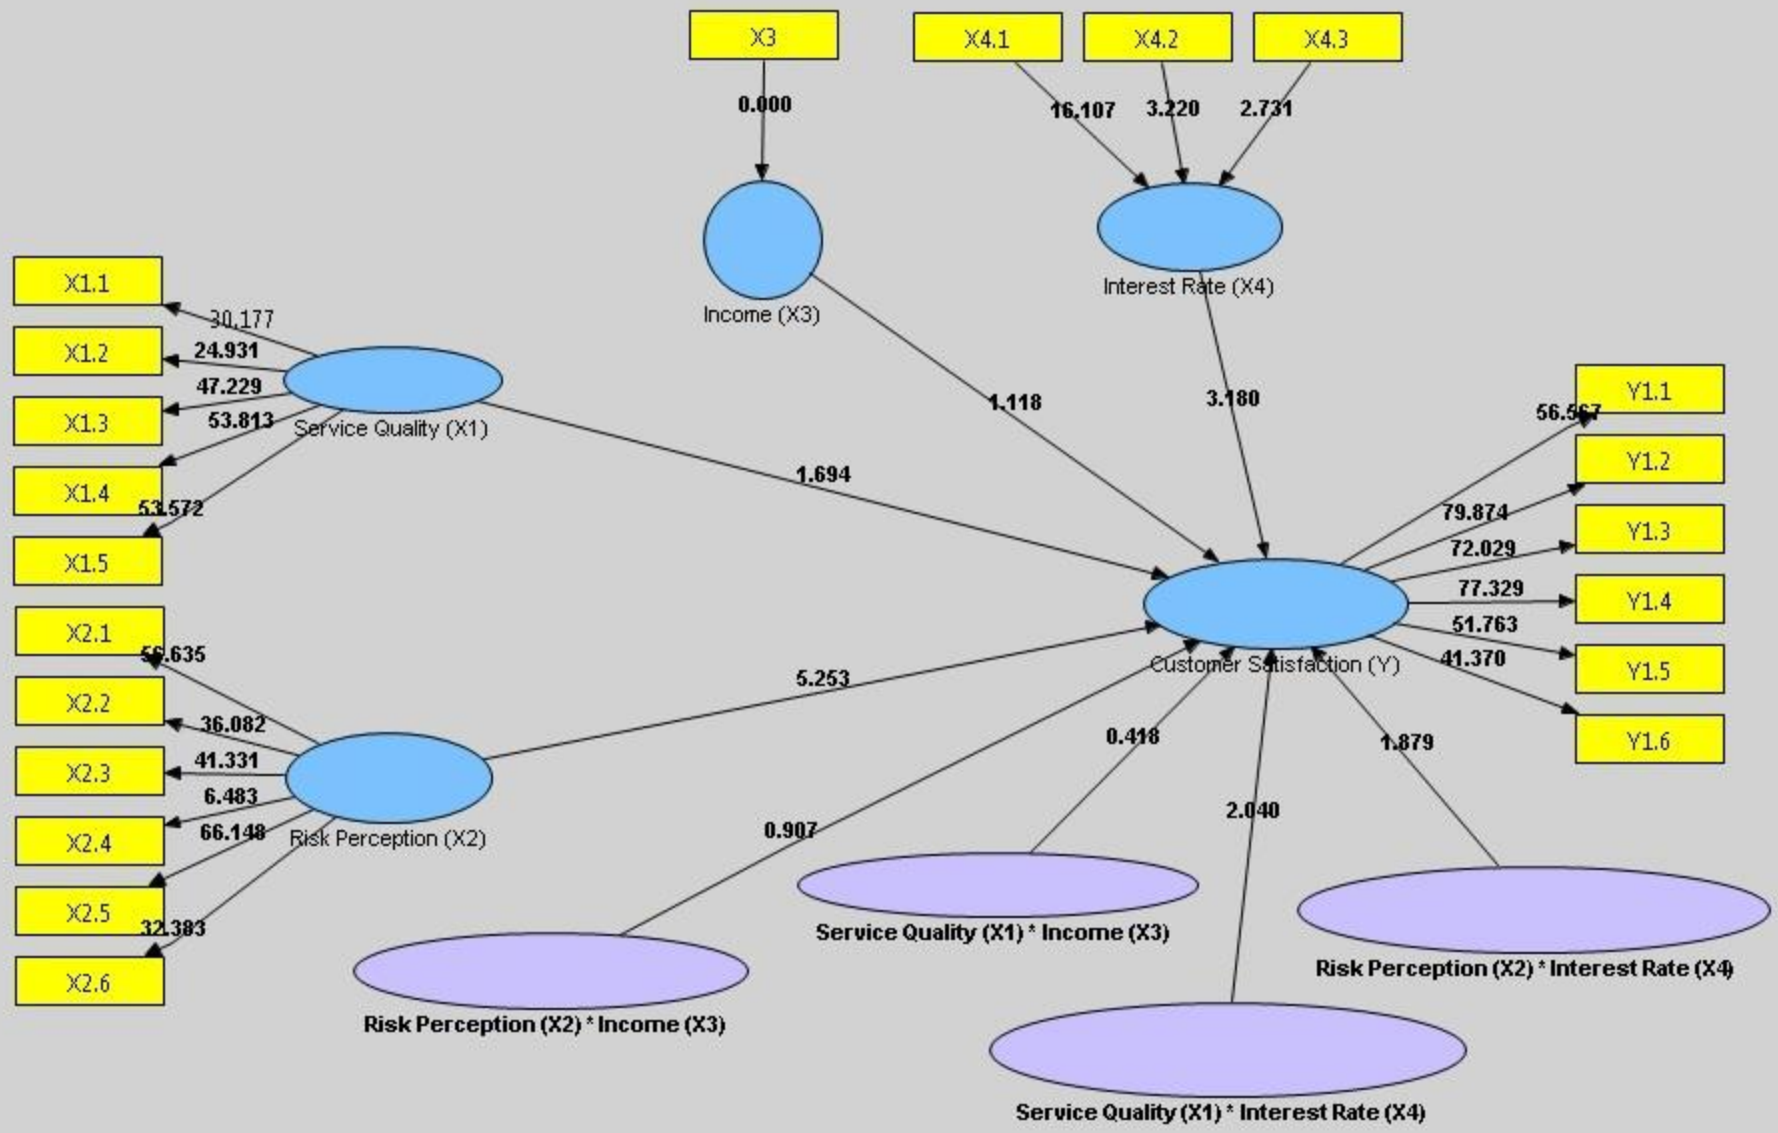 X3
X4.1
X4.2
X4.3
0.000
16.107
3.220
2.731
Income (X3)
Interest Rate (X4)
X1.1
X1.2
X1.3
X1.4
X1.5
30.177
24.931
47.229
53.813
53.572
Service Quality (X1)
1.118
3.180
1.694
X2.1
X2.2
X2.3
X2.4
X2.5
X2.6
56.635
36.082
41.331
6.483
66.148
32.383
Risk Perception (X2)
5.253
Customer Satisfaction (Y)
56.567
79.874
72.029
77.329
51.763
41.370
Y1.1
Y1.2
Y1.3
Y1.4
Y1.5
Y1.6
0.907
0.418
2.040
1.879
Service Quality (X1) * Income (X3)
Risk Perception (X2) * Interest Rate (X4)
Risk Perception (X2) * Income (X3)
Service Quality (X1) * Interest Rate (X4)